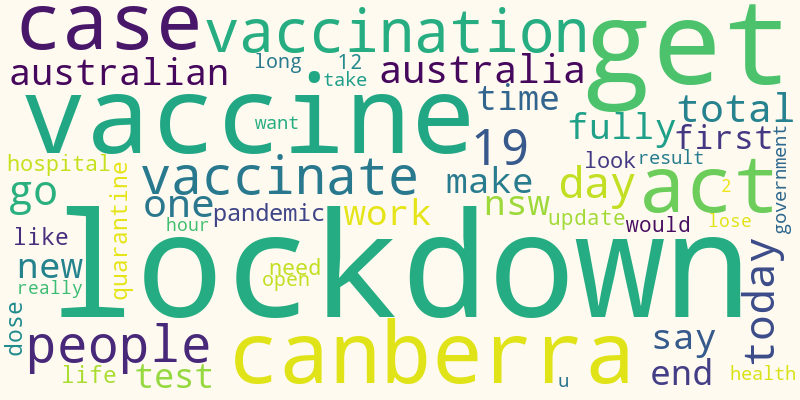 case
vaccination
get
australian
long
12
take
australia
vaccine
time
total
want
19
fully
first
hospital
vaccinate
look
result
go
quarantine
one
make
day
act
government
pandemic
work
nsw
update
2
would
lose
like
hour
lockdown
new
need
open
really
today
dose
people
canberra
say
life
test
u
end
health